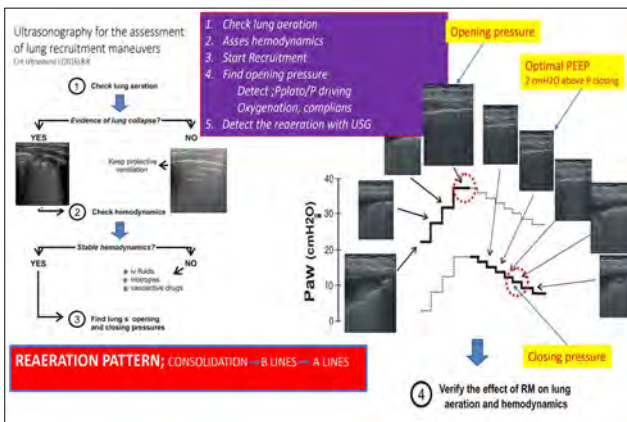 Ultrasonography for the assessment
of lung recruitment maneuvers
Crit Ultrasound J (2016) 8:8
1 Check lung aeration
Evidence of lung collapse?
YES
NO
Keep protective
ventilation
2 Check hemodynamics
Stable hemodynamics?
YES
NO
iv fluids
inotropes
vasoactive drugs
3 Find lung´s opening
and closing pressures
1. Check lung aeration
2. Asses hemodynamics
3. Start Recruitment
4. Find opening pressure
Detect ;Pplato/P driving
Oxygenation, complians
5. Detect the reaeration with USG
Opening pressure
Optimal PEEP
2 cmH2O above P closing
Paw (cmH2O)
40
30
20
10
0
Closing pressure
4 Verify the effect of RM on lung
aeration and hemodynamics
REAERATION PATTERN; CONSOLIDATION → B LINES → A LINES